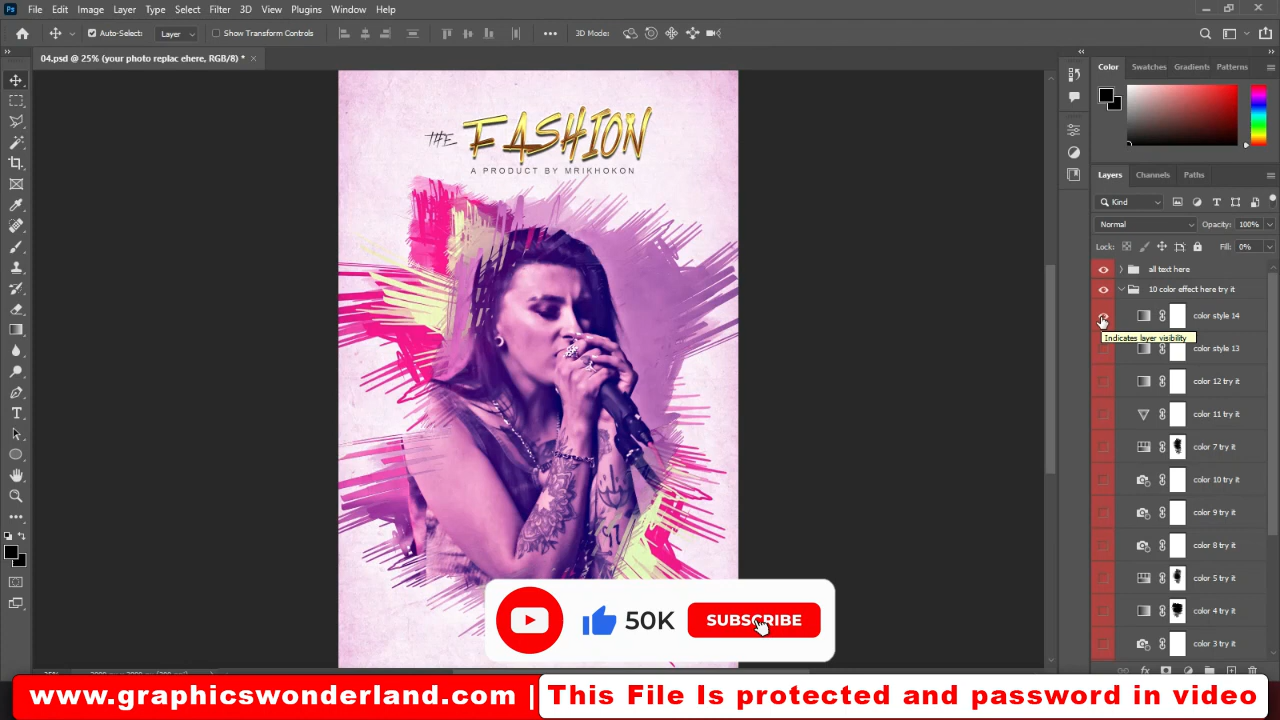 File Edit Image Layer Type Select Filter 3D View Plugins Window Help
Auto-Select: Layer Show Transform Controls 3D Mode:
04.psd @ 25% (your photo replac ehere, RGB/8) *
Color Swatches Gradients Patterns
THE FASHION
A PRODUCT BY MRIKHOKON
Layers Channels Paths
Kind
Normal Opacity: 100%
Lock: Fill: 0%
all text here
10 color effect here try it
color style 14
Indicates layer visibility
color style 13
color 12 try it
color 11 try it
color 7 try it
color 10 try it
color 9 try it
color 8 try it
color 5 try it
color 4 try it
color 3 try it
50K SUBSCRIBE
www.graphicswonderland.com | This File Is protected and password in video